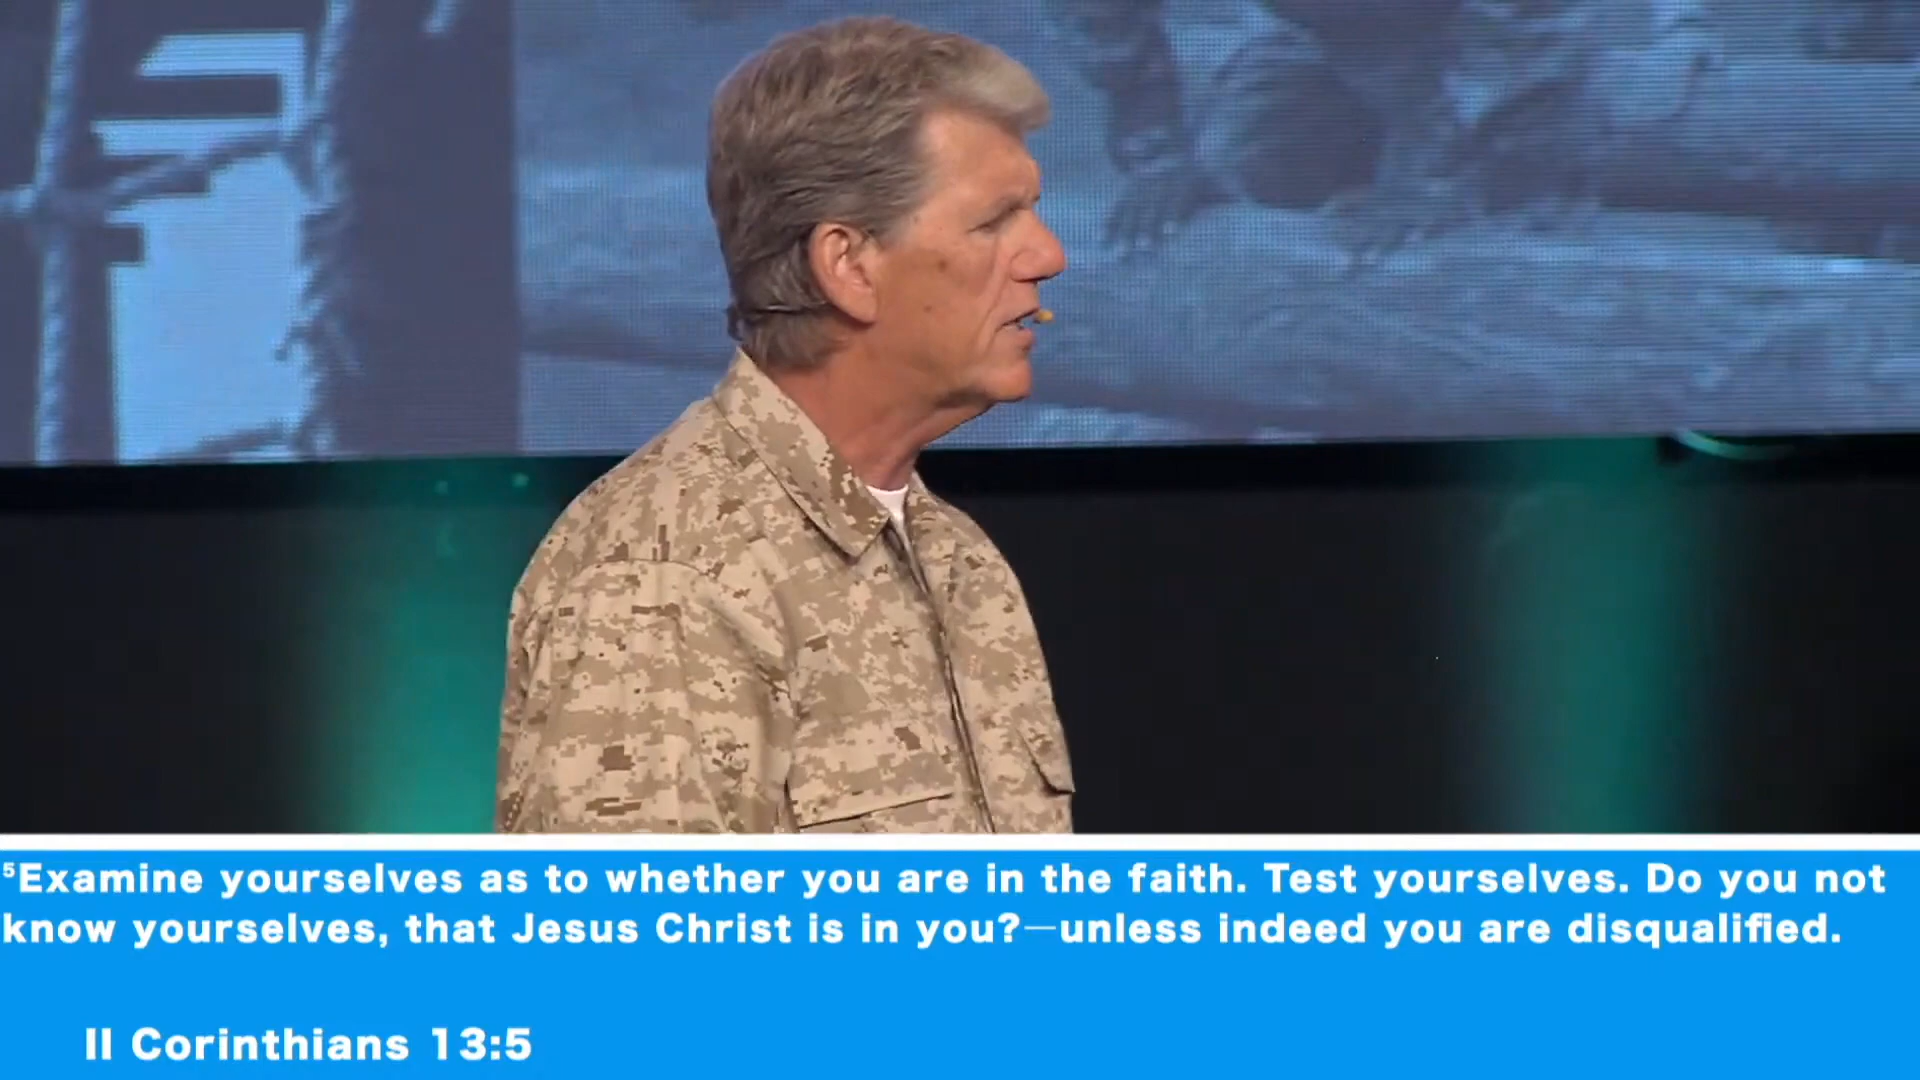 ⁵Examine yourselves as to whether you are in the faith. Test yourselves. Do you not
know yourselves, that Jesus Christ is in you?—unless indeed you are disqualified.
II Corinthians 13:5